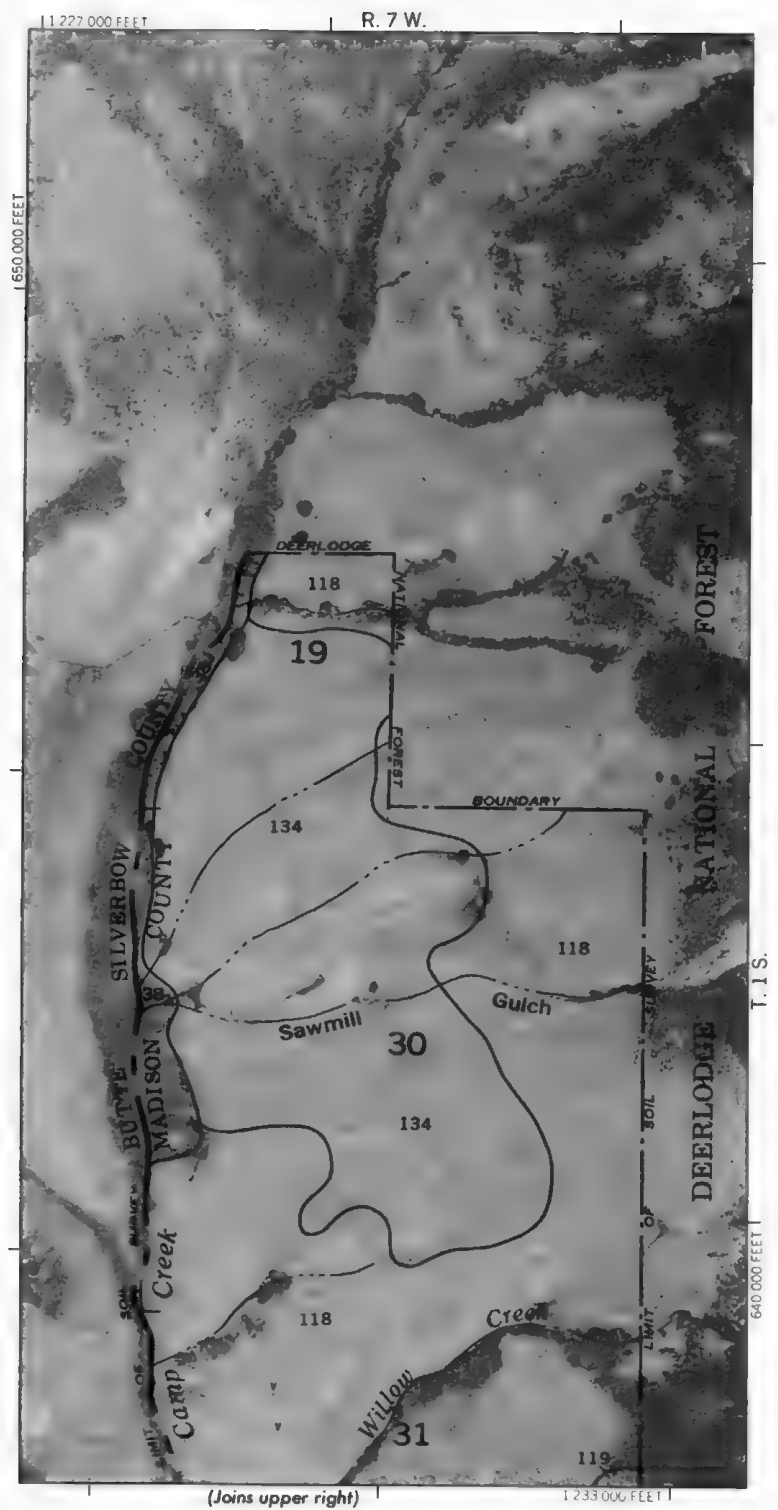 1 227 000 FEET
R. 7 W.
650 000 FEET
DEERLODGE
NATIONAL
FOREST
BOUNDARY
118
19
COUNTY
134
SILVERBOW
COUNTY
118
38
Sawmill
Gulch
30
BUTTE
MADISON
134
DEERLODGE NATIONAL FOREST
T. 1 S.
LIMIT OF SOIL SURVEY
640 000 FEET
Camp Creek
LIMIT OF SOIL SURVEY
118
Willow Creek
31
119
(Joins upper right)
1 233 000 FEET